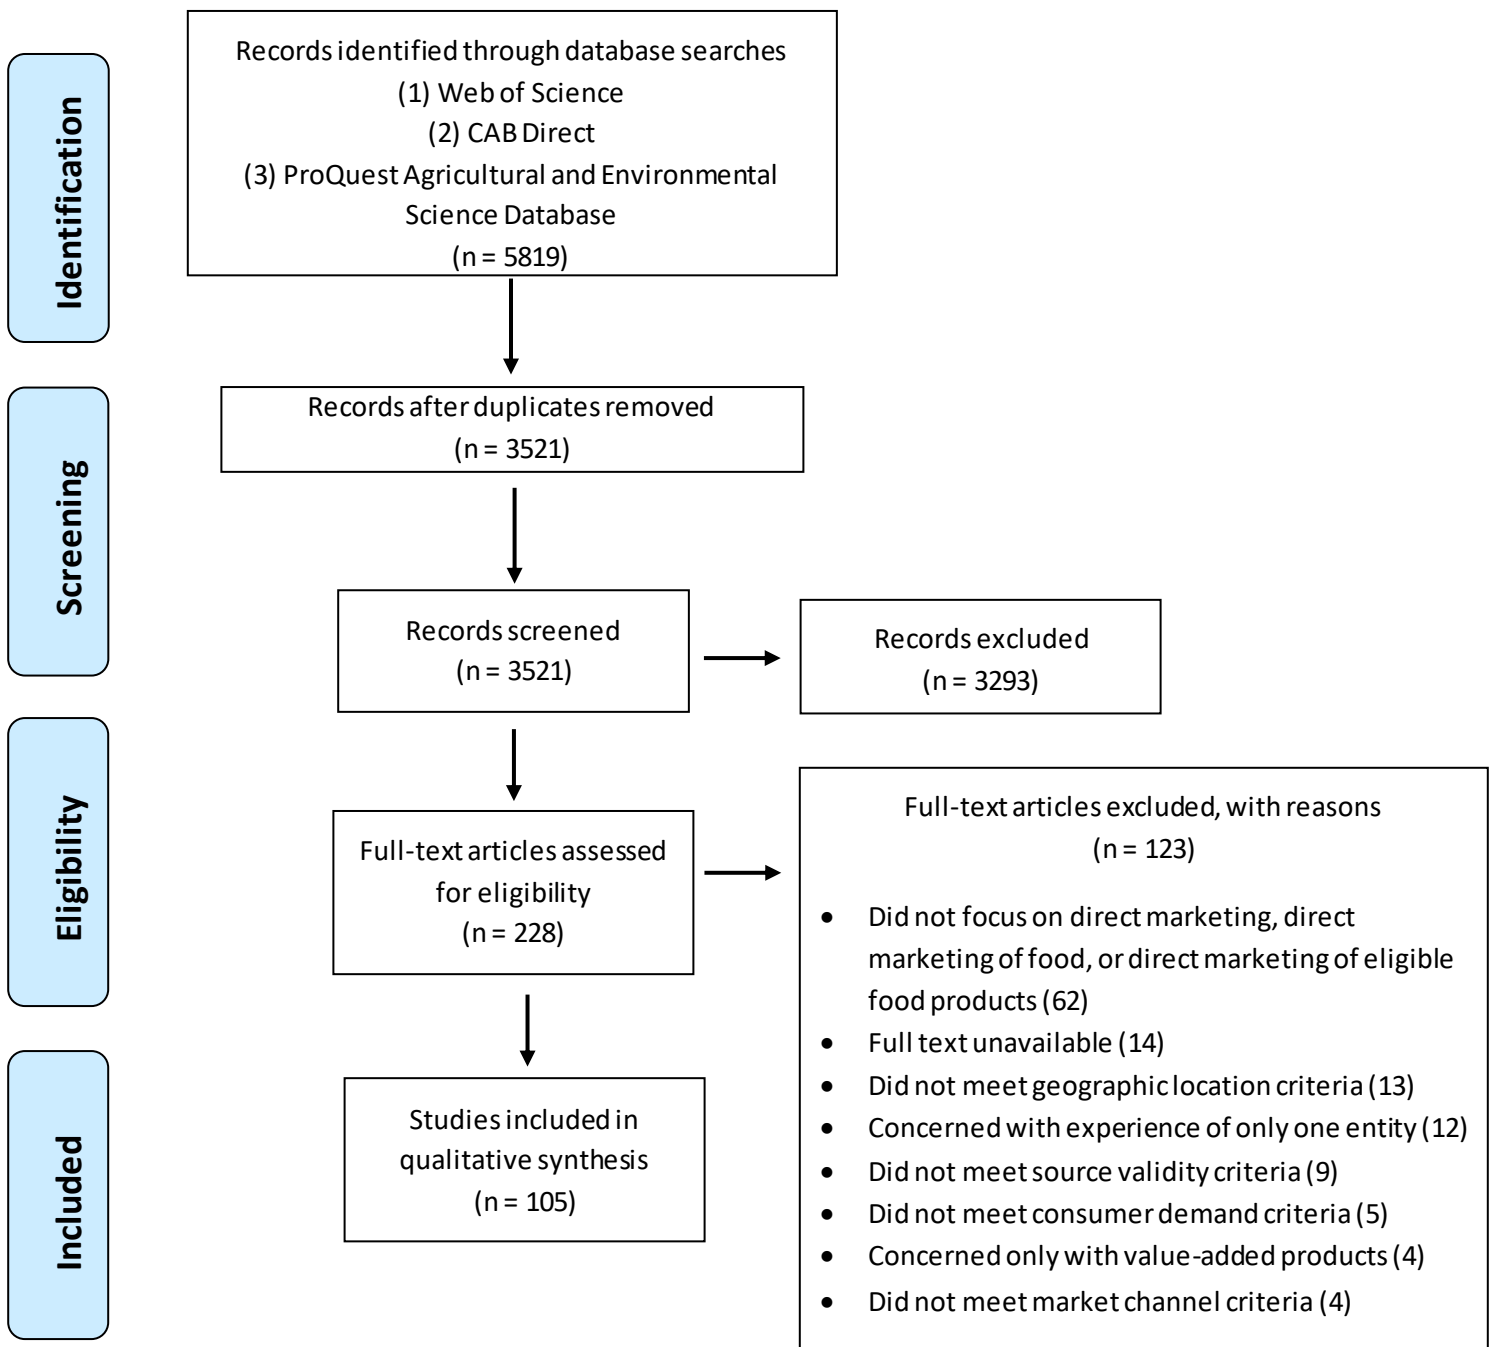 Identification
Records identified through database searches
(1) Web of Science
(2) CAB Direct
(3) ProQuest Agricultural and Environmental
Science Database
(n = 5819)
Screening
Records after duplicates removed
(n = 3521)
Records screened
(n = 3521)
Records excluded
(n = 3293)
Eligibility
Full-text articles assessed
for eligibility
(n = 228)
Full-text articles excluded, with reasons
(n = 123)
• Did not focus on direct marketing, direct
marketing of food, or direct marketing of eligible
food products (62)
• Full text unavailable (14)
• Did not meet geographic location criteria (13)
• Concerned with experience of only one entity (12)
• Did not meet source validity criteria (9)
• Did not meet consumer demand criteria (5)
• Concerned only with value-added products (4)
• Did not meet market channel criteria (4)
Included
Studies included in
qualitative synthesis
(n = 105)